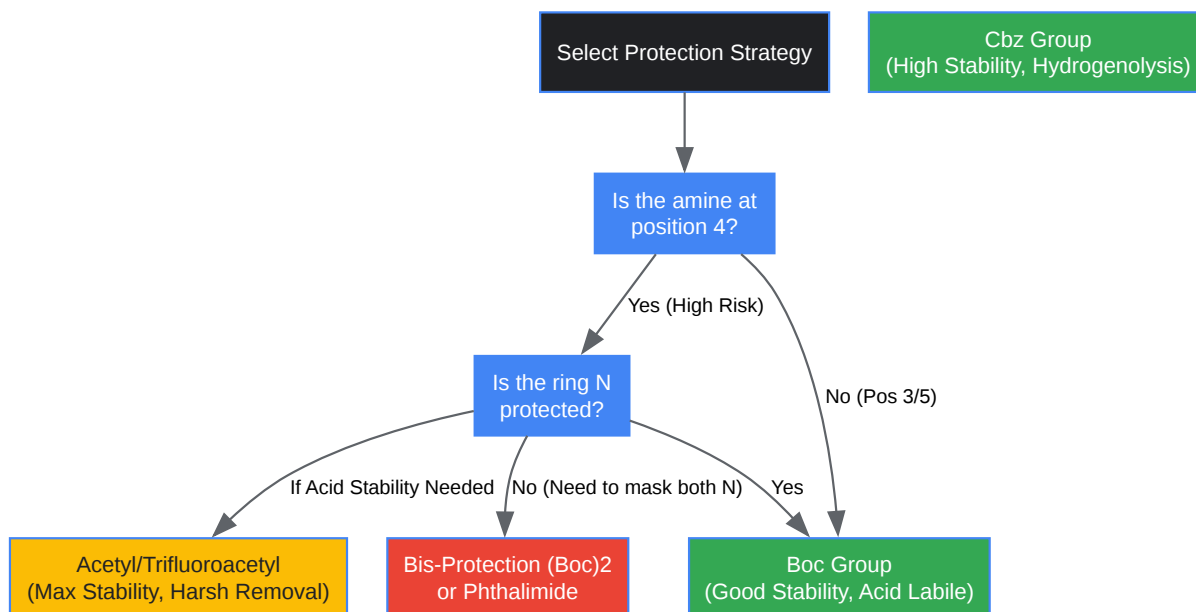 Select Protection Strategy
Cbz Group
(High Stability, Hydrogenolysis)
Is the amine at
position 4?
Yes (High Risk)
Is the ring N
protected?
No (Pos 3/5)
If Acid Stability Needed
No (Need to mask both N)
Yes
Acetyl/Trifluoroacetyl
(Max Stability, Harsh Removal)
Bis-Protection (Boc)2
or Phthalimide
Boc Group
(Good Stability, Acid Labile)